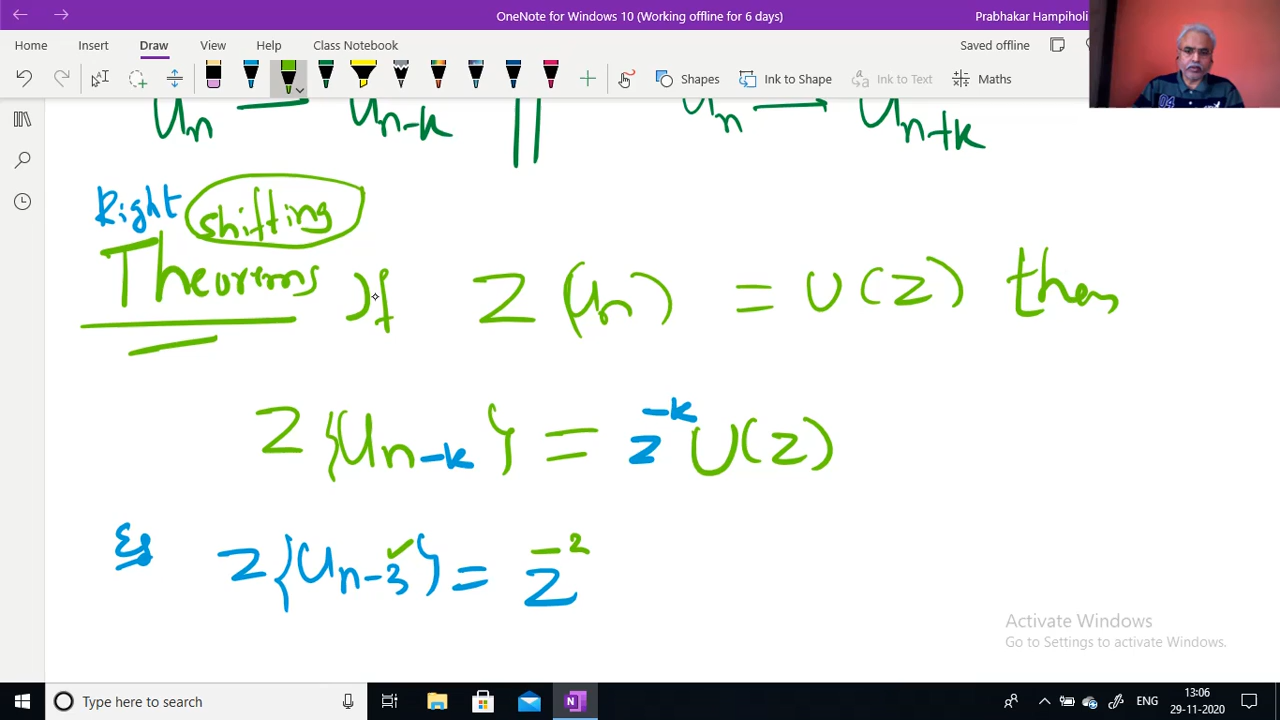 OneNote for Windows 10 (Working offline for 6 days) Prabhakar Hampiholi
Home Insert Draw View Help Class Notebook Saved offline
Shapes Ink to Shape Ink to Text Maths
04
Un → Un-k || Un → Un+k
Right shifting
Theorems If Z(Un) = U(Z) then
Z{Un-k} = z^-k U(Z)
Eg Z{Un-3} = z^-2
Activate Windows
Go to Settings to activate Windows.
Type here to search ENG 13:06
29-11-2020